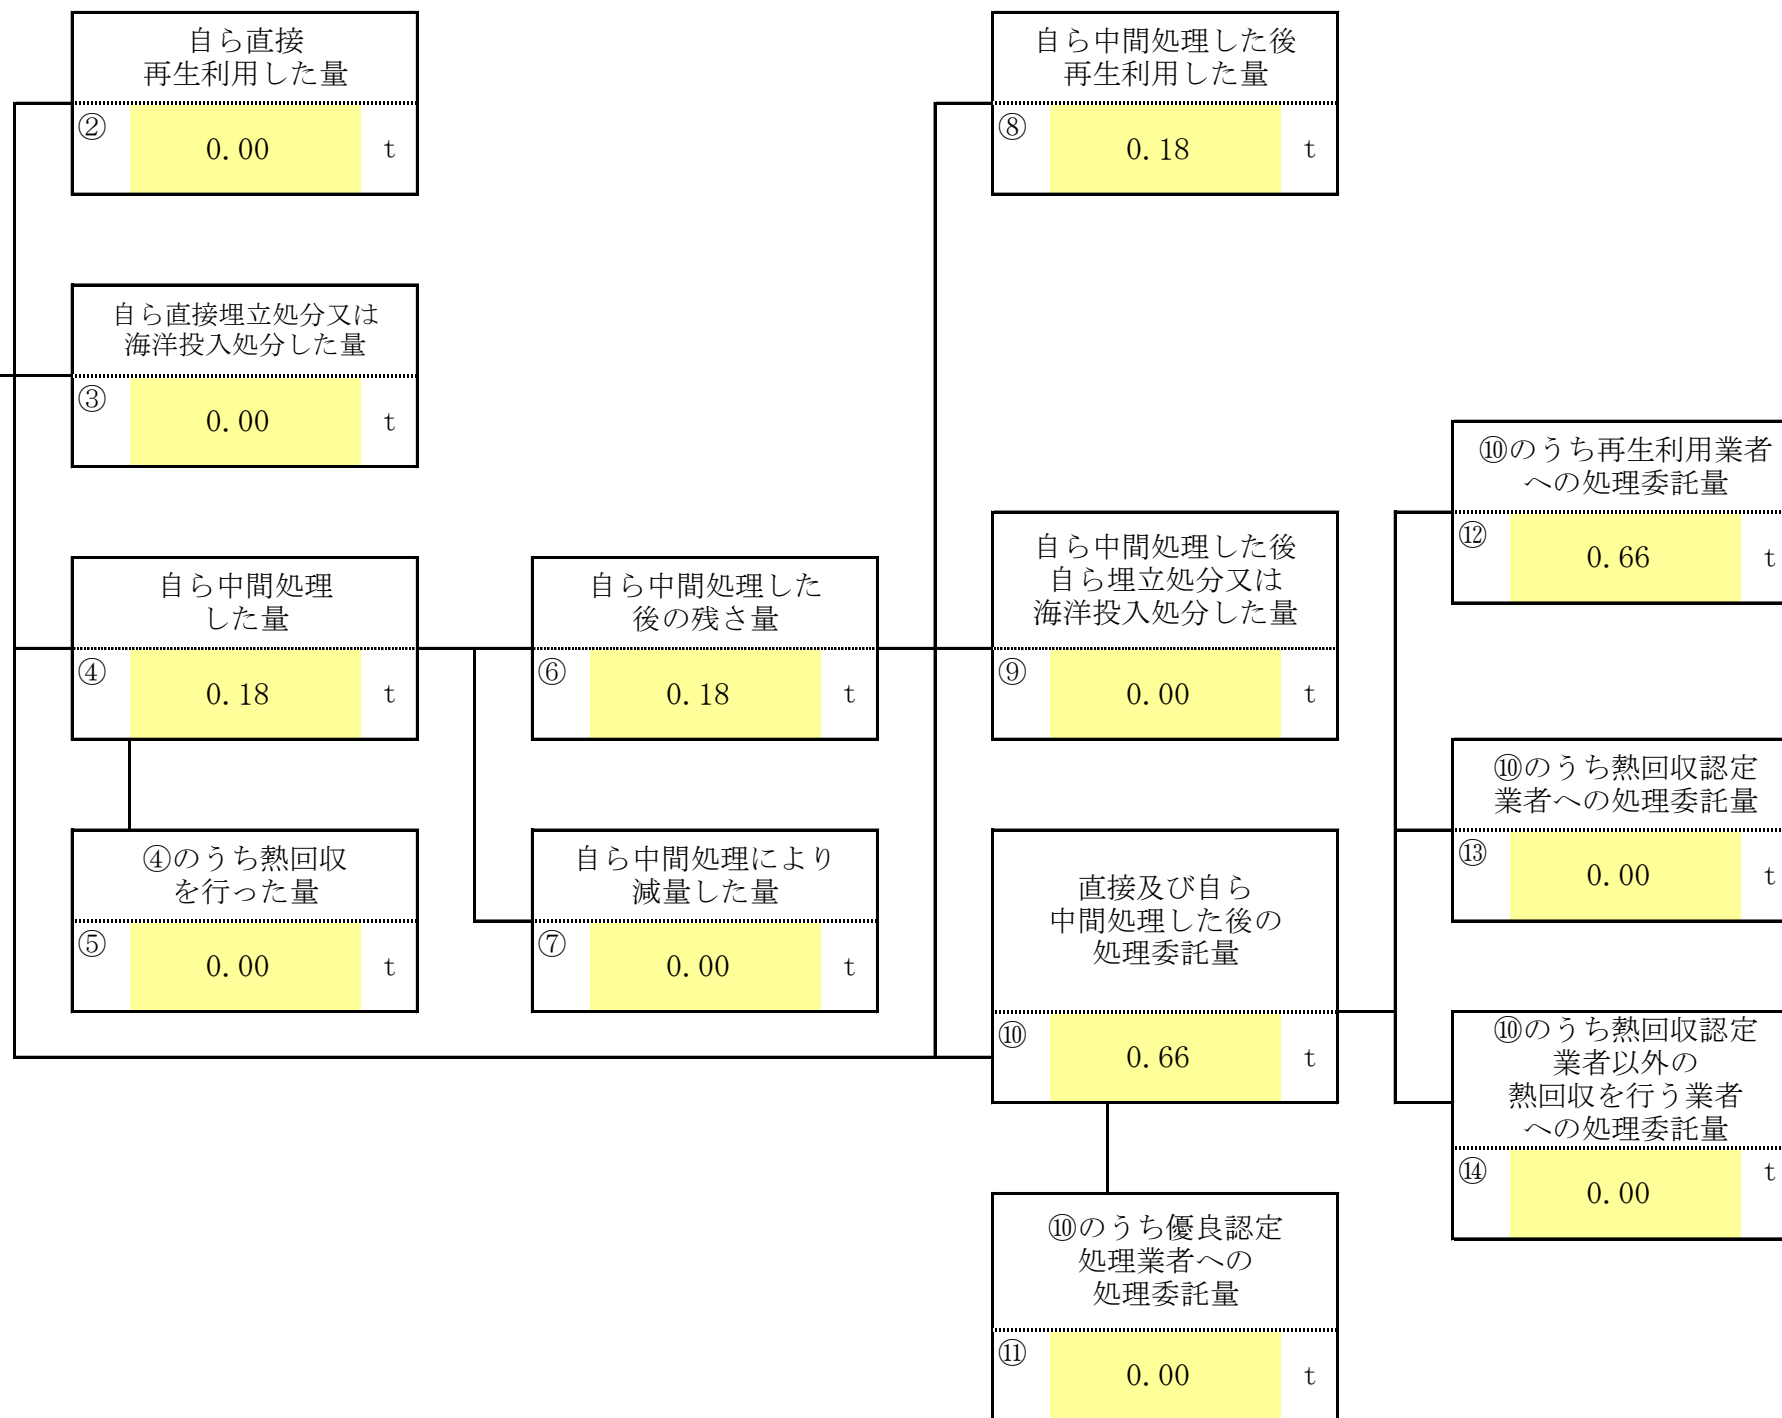 自ら直接
再生利用した量
②
0.00
t
自ら中間処理した後
再生利用した量
⑧
0.18
t
自ら直接埋立処分又は
海洋投入処分した量
③
0.00
t
⑩のうち再生利用業者
への処理委託量
⑫
0.66
t
自ら中間処理
した量
④
0.18
t
自ら中間処理した
後の残さ量
⑥
0.18
t
自ら中間処理した後
自ら埋立処分又は
海洋投入処分した量
⑨
0.00
t
⑩のうち熱回収認定
業者への処理委託量
⑬
0.00
t
④のうち熱回収
を行った量
⑤
0.00
t
自ら中間処理により
減量した量
⑦
0.00
t
直接及び自ら
中間処理した後の
処理委託量
⑩
0.66
t
⑩のうち熱回収認定
業者以外の
熱回収を行う業者
への処理委託量
⑭
0.00
t
⑩のうち優良認定
処理業者への
処理委託量
⑪
0.00
t